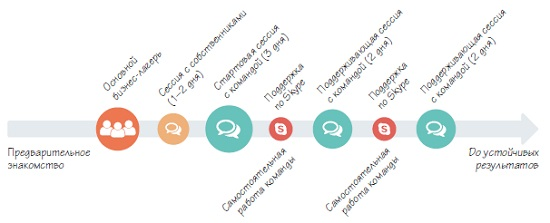 Основной
бизнес-лагерь
Сессия с собственниками
(1–2 дня)
Стартовая сессия
с командой (3 дня)
Поддержка
по Skype
Поддерживающая сессия
с командой (2 дня)
Поддержка
по Skype
Поддерживающая сессия
с командой (2 дня)
Предварительное
знакомство
Самостоятельная
работа команды
Самостоятельная
работа команды
До устойчивых
результатов